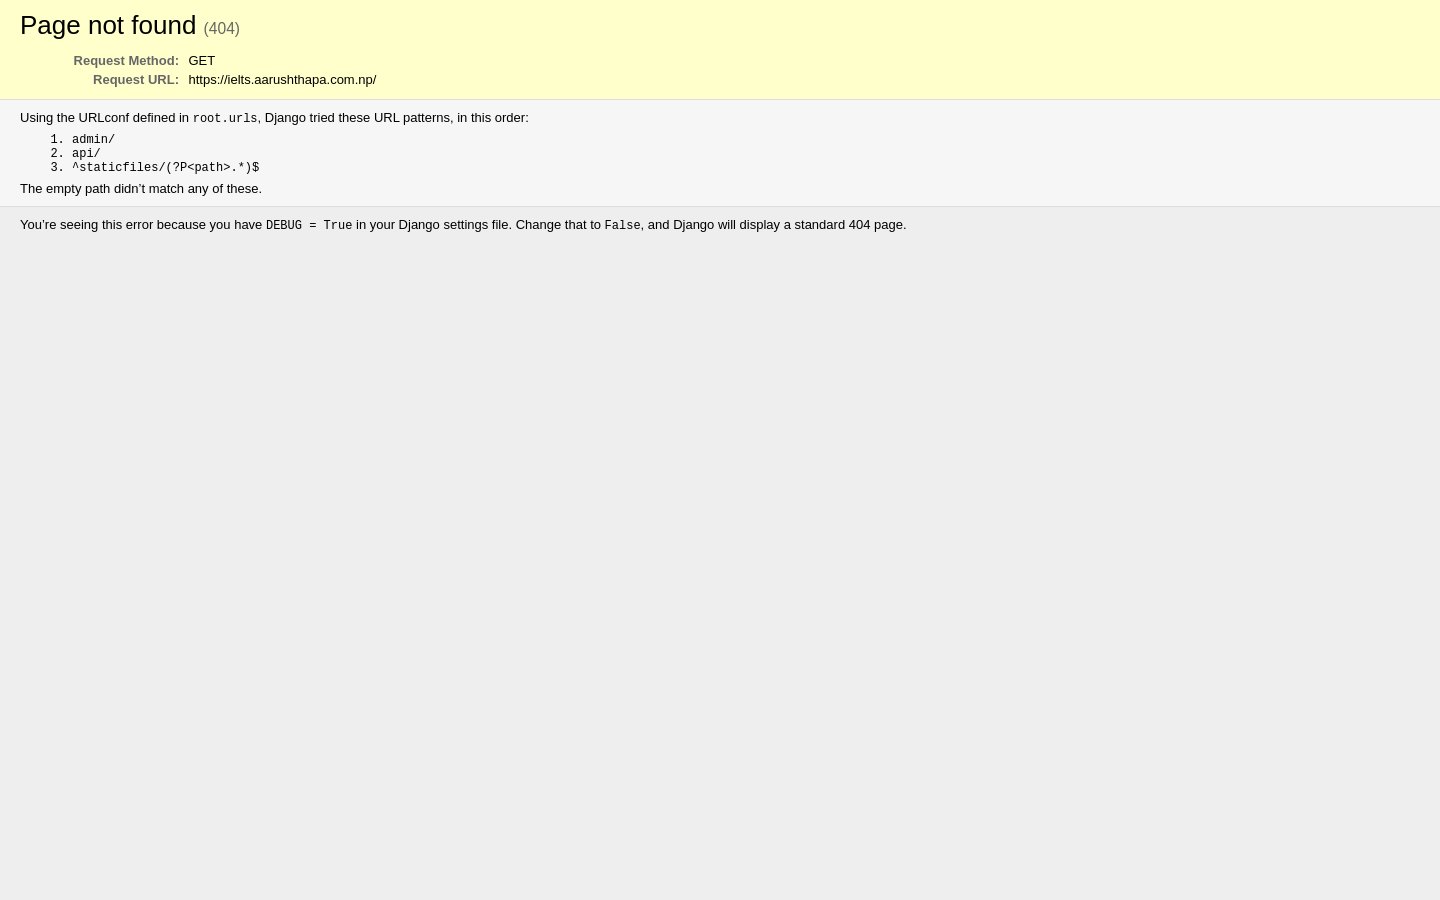 Page not found (404)
Request Method: GET
Request URL: https://ielts.aarushthapa.com.np/
Using the URLconf defined in root.urls, Django tried these URL patterns, in this order:
1. admin/
2. api/
3. ^staticfiles/(?P<path>.*)$
The empty path didn’t match any of these.
You’re seeing this error because you have DEBUG = True in your Django settings file. Change that to False, and Django will display a standard 404 page.